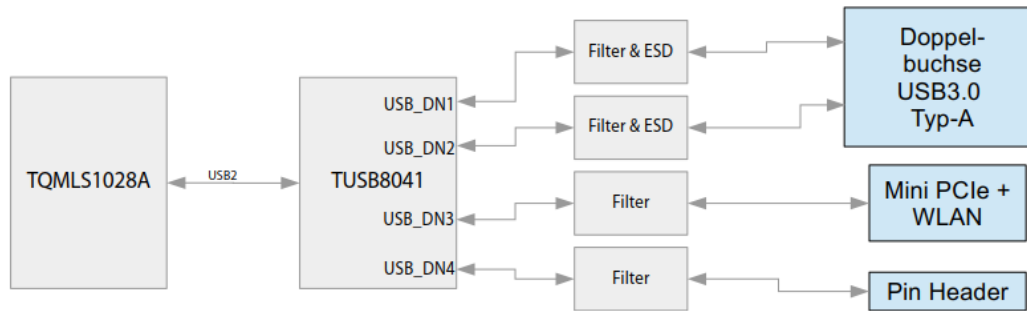 TQMLS1028A
USB2
TUSB8041
USB_DN1
USB_DN2
USB_DN3
USB_DN4
Filter & ESD
Filter & ESD
Filter
Filter
Doppel-
buchse
USB3.0
Typ-A
Mini PCIe +
WLAN
Pin Header